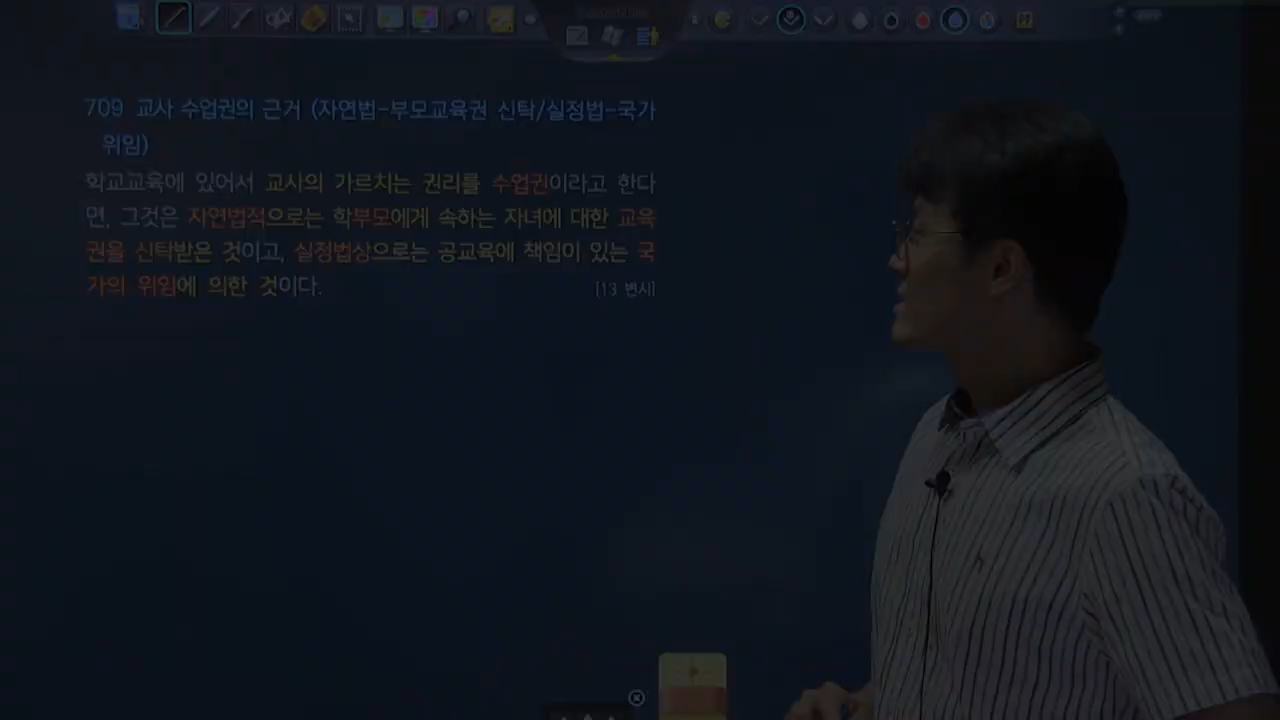 709 교사 수업권의 근거 (자연법-부모교육권 신탁/실정법-국가
위임)
학교교육에 있어서 교사의 가르치는 권리를 수업권이라고 한다
면, 그것은 자연법적으로는 학부모에게 속하는 자녀에 대한 교육
권을 신탁받은 것이고, 실정법상으로는 공교육에 책임이 있는 국
가의 위임에 의한 것이다. [13 변시]